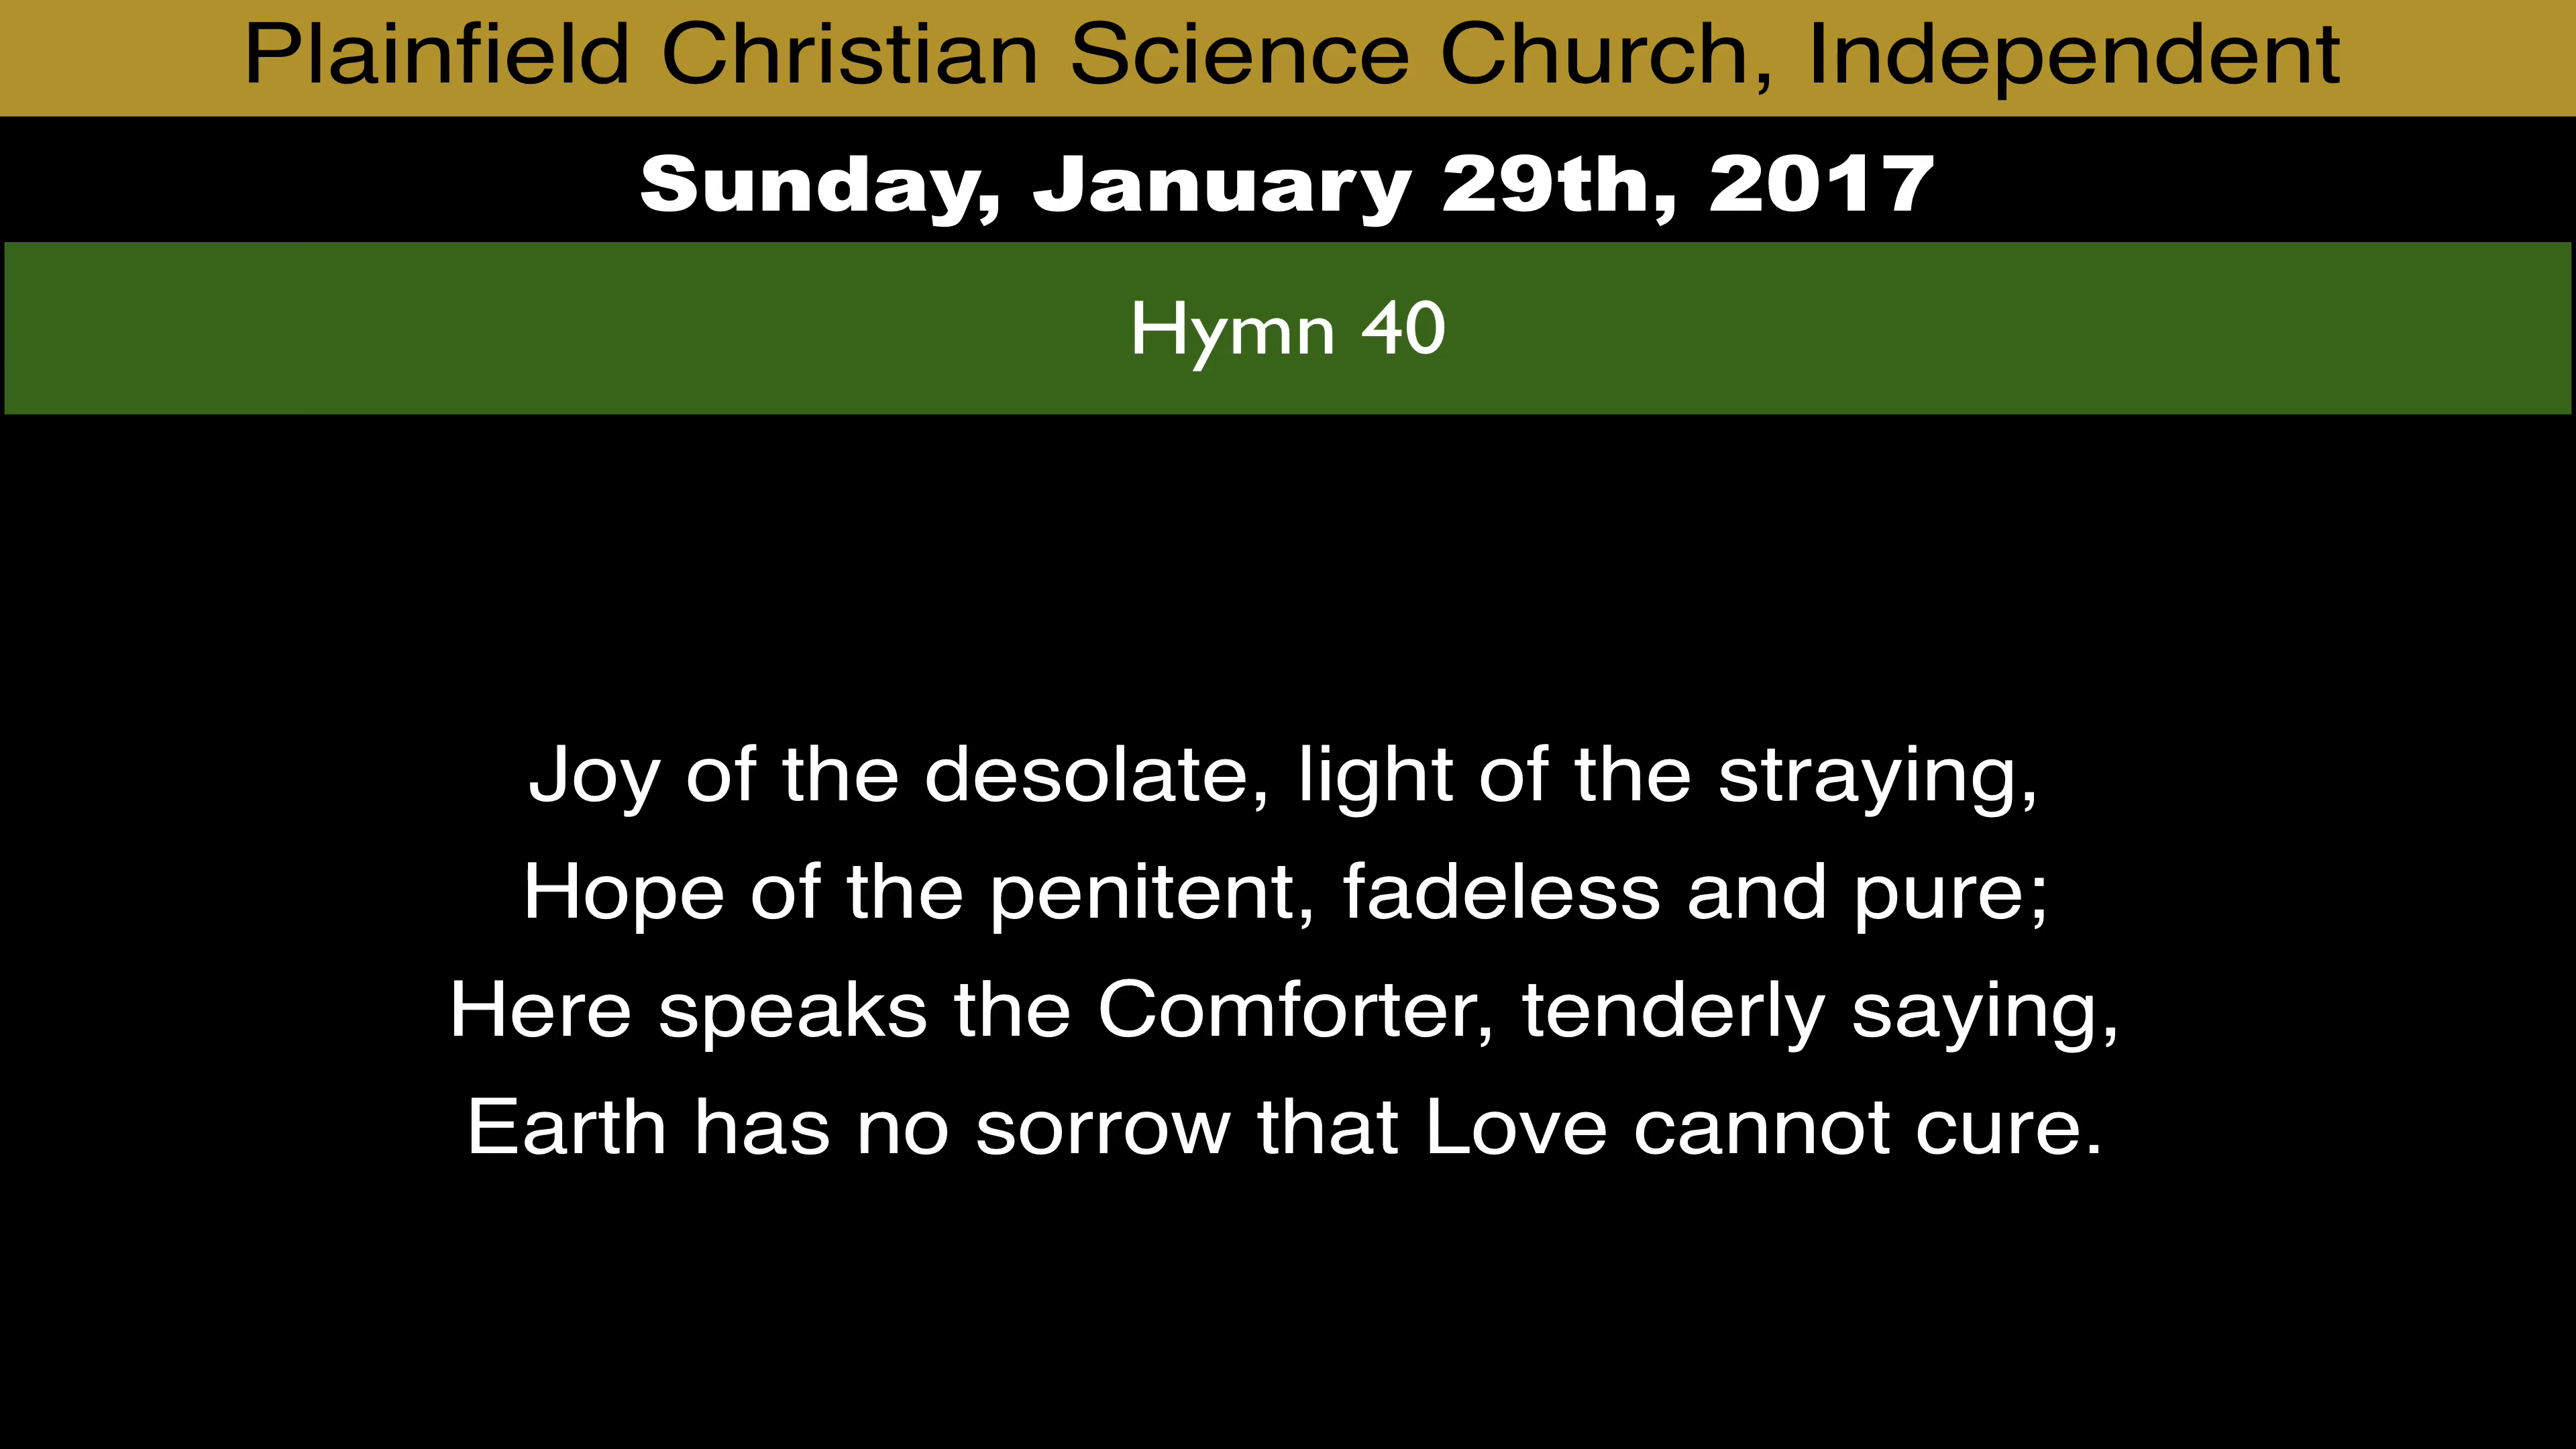 Plainfield Christian Science Church, Independent
Sunday, January 29th, 2017
Hymn 40
Joy of the desolate, light of the straying,
Hope of the penitent, fadeless and pure;
Here speaks the Comforter, tenderly saying,
Earth has no sorrow that Love cannot cure.